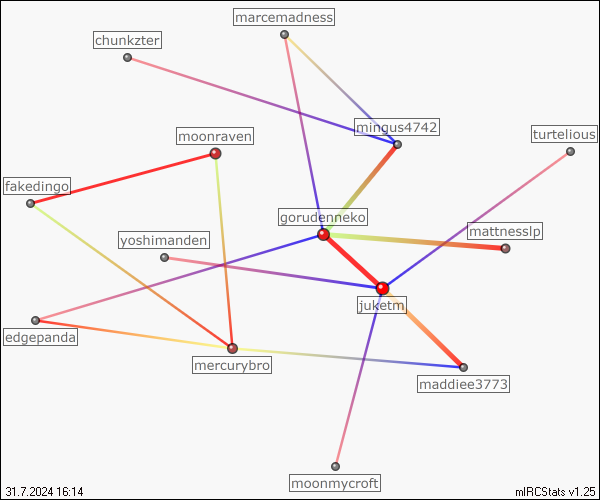 marcemadness
chunkzter
mingus4742
moonraven
turtelious
fakedingo
gorudenneko
mattnesslp
yoshimanden
juketm
edgepanda
mercurybro
maddiee3773
moonmycroft
31.7.2024 16:14
mIRCStats v1.25